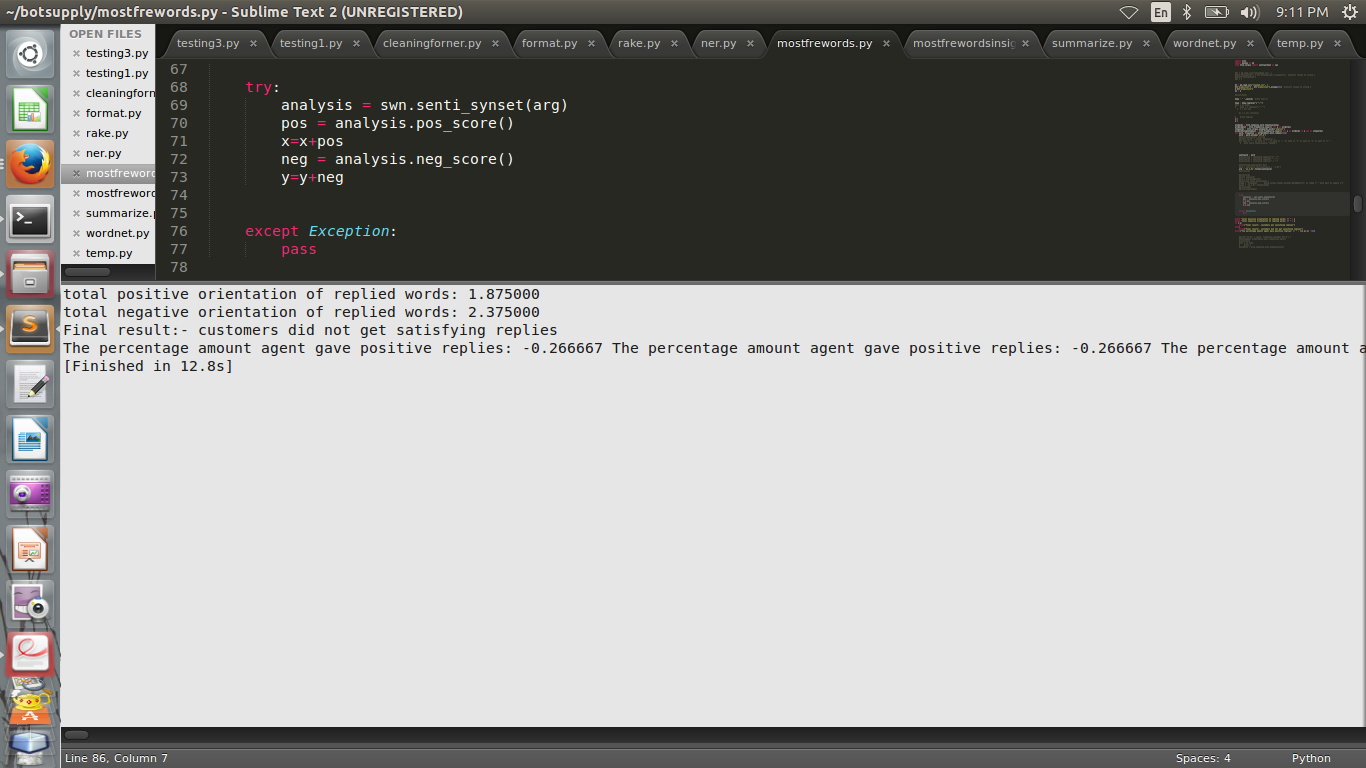 ~/botsupply/mostfrewords.py - Sublime Text 2 (UNREGISTERED)
En
9:11 PM
OPEN FILES
testing3.py
testing1.py
cleaningforn
format.py
rake.py
ner.py
mostfreword
mostfreword
summarize.p
wordnet.py
temp.py
testing3.py
testing1.py
cleaningforner.py
format.py
rake.py
ner.py
mostfrewords.py
mostfrewordsinsig
summarize.py
wordnet.py
temp.py
67
68 try:
69 analysis = swn.senti_synset(arg)
70 pos = analysis.pos_score()
71 x=x+pos
72 neg = analysis.neg_score()
73 y=y+neg
74
75
76 except Exception:
77 pass
78
total positive orientation of replied words: 1.875000
total negative orientation of replied words: 2.375000
Final result:- customers did not get satisfying replies
The percentage amount agent gave positive replies: -0.266667 The percentage amount agent gave positive replies: -0.266667 The percentage amount a
[Finished in 12.8s]
Line 86, Column 7
Spaces: 4
Python